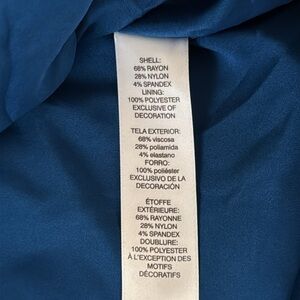 SHELL:
68% RAYON
28% NYLON
4% SPANDEX
LINING:
100% POLYESTER
EXCLUSIVE OF
DECORATION
TELA EXTERIOR:
68% viscosa
28% poliamida
4% elastano
FORRO:
100% poliéster
EXCLUSIVO DE LA
DECORACIÓN
ÉTOFFE
EXTÉRIEURE:
68% RAYONNE
28% NYLON
4% SPANDEX
DOUBLURE:
100% POLYESTER
À L'EXCEPTION DES
MOTIFS
DÉCORATIFS